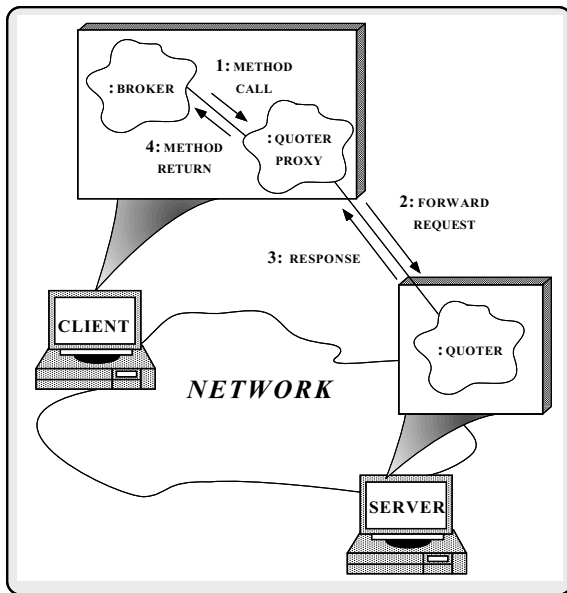 1: METHOD
CALL
: BROKER
4: METHOD
RETURN
: QUOTER
PROXY
2: FORWARD
REQUEST
3: RESPONSE
CLIENT
: QUOTER
NETWORK
SERVER